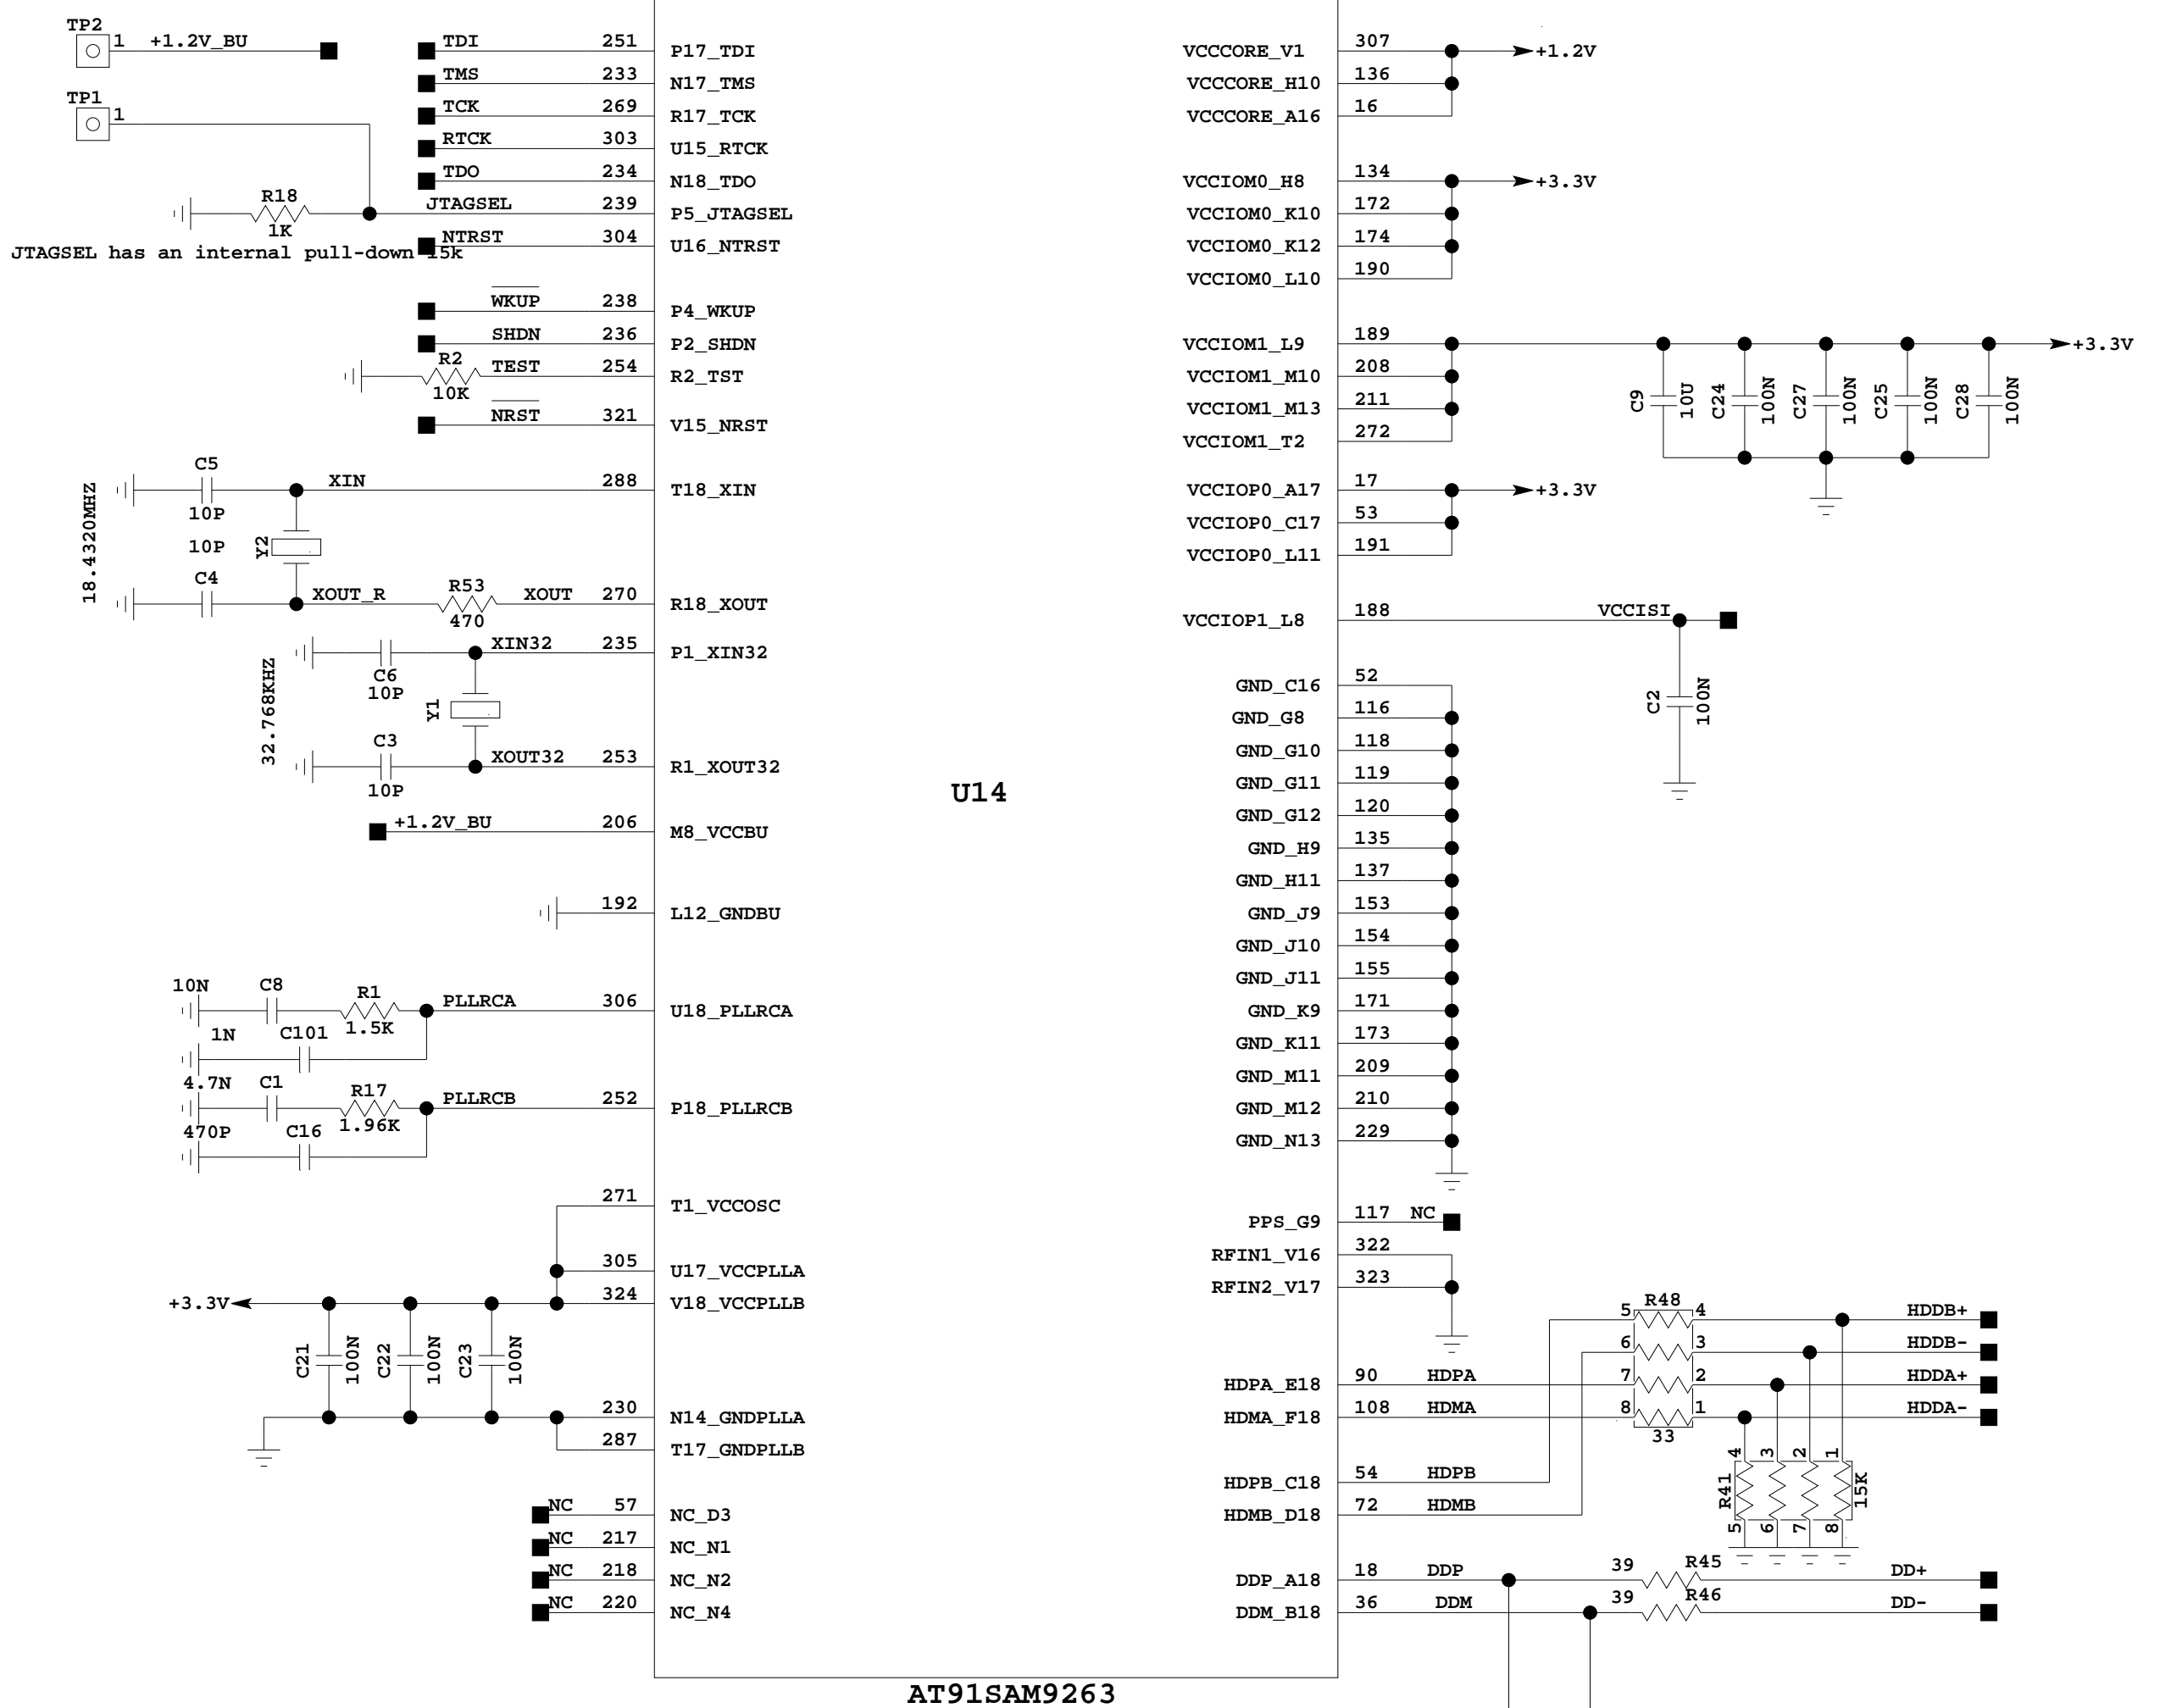 TP2
1 +1.2V_BU
TP1
1
TDI 251 P17_TDI
TMS 233 N17_TMS
TCK 269 R17_TCK
RTCK 303 U15_RTCK
TDO 234 N18_TDO
R18
1K
JTAGSEL 239 P5_JTAGSEL
NTRST 304 U16_NTRST
JTAGSEL has an internal pull-down 15k
WKUP 238 P4_WKUP
SHDN 236 P2_SHDN
R2
10K
TEST 254 R2_TST
NRST 321 V15_NRST
18.4320MHZ
C5
10P
XIN 288 T18_XIN
10P
C4
Y2
XOUT_R
R53
470
XOUT 270 R18_XOUT
32.768KHZ
C6
10P
XIN32 235 P1_XIN32
Y1
C3
10P
XOUT32 253 R1_XOUT32
+1.2V_BU 206 M8_VCCBU
192 L12_GNDBU
10N C8 R1
1.5K
PLLRCA 306 U18_PLLRCA
1N C101
4.7N C1 R17
1.96K
PLLRCB 252 P18_PLLRCB
470P C16
271 T1_VCCOSC
305 U17_VCCPLLA
+3.3V 324 V18_VCCPLLB
C21 100N
C22 100N
C23 100N
230 N14_GNDPLLA
287 T17_GNDPLLB
NC 57 NC_D3
NC 217 NC_N1
NC 218 NC_N2
NC 220 NC_N4
U14
AT91SAM9263
VCCCORE_V1 307 +1.2V
VCCCORE_H10 136
VCCCORE_A16 16
VCCIOM0_H8 134 +3.3V
VCCIOM0_K10 172
VCCIOM0_K12 174
VCCIOM0_L10 190
VCCIOM1_L9 189 +3.3V
VCCIOM1_M10 208
VCCIOM1_M13 211
VCCIOM1_T2 272
C9 10U
C24 100N
C27 100N
C25 100N
C28 100N
VCCIOP0_A17 17 +3.3V
VCCIOP0_C17 53
VCCIOP0_L11 191
VCCIOP1_L8 188 VCCISI
C2 100N
GND_C16 52
GND_G8 116
GND_G10 118
GND_G11 119
GND_G12 120
GND_H9 135
GND_H11 137
GND_J9 153
GND_J10 154
GND_J11 155
GND_K9 171
GND_K11 173
GND_M11 209
GND_M12 210
GND_N13 229
PPS_G9 117 NC
RFIN1_V16 322
RFIN2_V17 323
R48
5 4 HDDB+
6 3 HDDB-
HDPA_E18 90 HDPA 7 2 HDDA+
HDMA_F18 108 HDMA 8 1 HDDA-
33
4 3 2 1
R41 15K
5 6 7 8
HDPB_C18 54 HDPB
HDMB_D18 72 HDMB
DDP_A18 18 DDP 39 R45 DD+
DDM_B18 36 DDM 39 R46 DD-